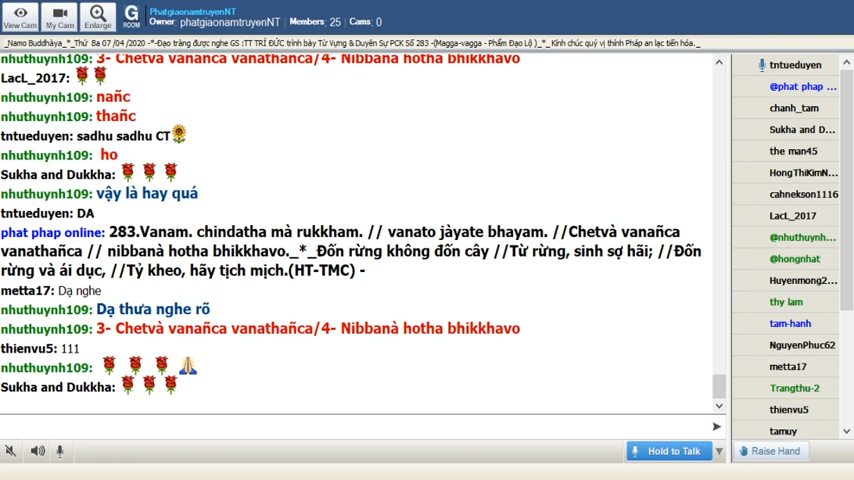 View Cam
My Cam
Enlarge
G
ROOM
PhatgiaonamtruyenNT
Owner: phatgiaonamtruyenNT | Members: 25 | Cams: 0
_Namo Buddhàya_*_Thứ Ba 07 /04 /2020 -*-Đạo tràng được nghe GS :TT TRÍ ĐỨC trình bày Từ Vựng & Duyên Sự PCK Số 283 -(Magga-vagga - Phẩm Đạo Lộ )_*_ Kính chúc quý vị thính Pháp an lạc tiến hóa._
nhuthuynh109: 3- Chetvà vanañca vanathañca/4- Nibbanà hotha bhikkhavo
LacL_2017:
nhuthuynh109: nañc
nhuthuynh109: thañc
tntueduyen: sadhu sadhu CT
nhuthuynh109: ho
Sukha and Dukkha:
nhuthuynh109: vậy là hay quá
tntueduyen: DA
phat phap online: 283.Vanam. chindatha mà rukkham. // vanato jàyate bhayam. //Chetvà vanañca
vanathañca // nibbanà hotha bhikkhavo._*_Đốn rừng không đốn cây //Từ rừng, sinh sợ hãi; //Đốn
rừng và ái dục, //Tỷ kheo, hãy tịch mịch.(HT-TMC) -
metta17: Dạ nghe
nhuthuynh109: Dạ thưa nghe rõ
nhuthuynh109: 3- Chetvà vanañca vanathañca/4- Nibbanà hotha bhikkhavo
thienvu5: 111
nhuthuynh109:
Sukha and Dukkha:
tntueduyen
@phat phap ...
chanh_tam
Sukha and D...
the man45
HongThiKimN...
cahnekson1116
LacL_2017
@nhuthuynh...
@hongnhat
Huyenmong2...
thy lam
tam-hanh
NguyenPhuc62
metta17
Trangthu-2
thienvu5
tamuy
Hold to Talk
Raise Hand